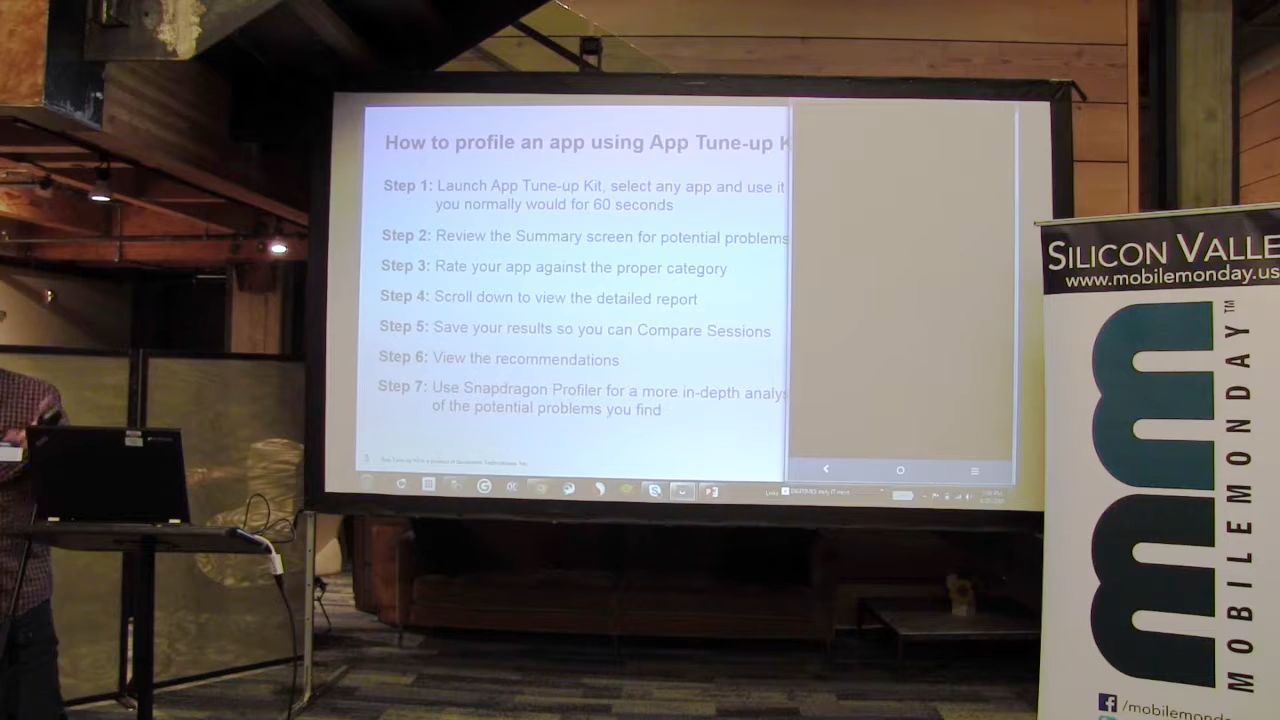 How to profile an app using App Tune-up K
Step 1: Launch App Tune-up Kit, select any app and use it
you normally would for 60 seconds
Step 2: Review the Summary screen for potential problems
Step 3: Rate your app against the proper category
Step 4: Scroll down to view the detailed report
Step 5: Save your results so you can Compare Sessions
Step 6: View the recommendations
Step 7: Use Snapdragon Profiler for a more in-depth analys
of the potential problems you find
Links
SILICON VALLE
www.mobilemonday.us
MOBILEMONDAY™
/mobilemonda